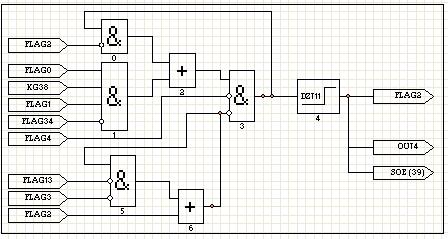 FLAG2
&
0
FLAG0
KG38
FLAG1
FLAG34
FLAG4
&
1
+
2
&
3
DZT11
4
FLAG2
OUT4
SOE (39)
FLAG13
FLAG3
FLAG2
&
5
+
6